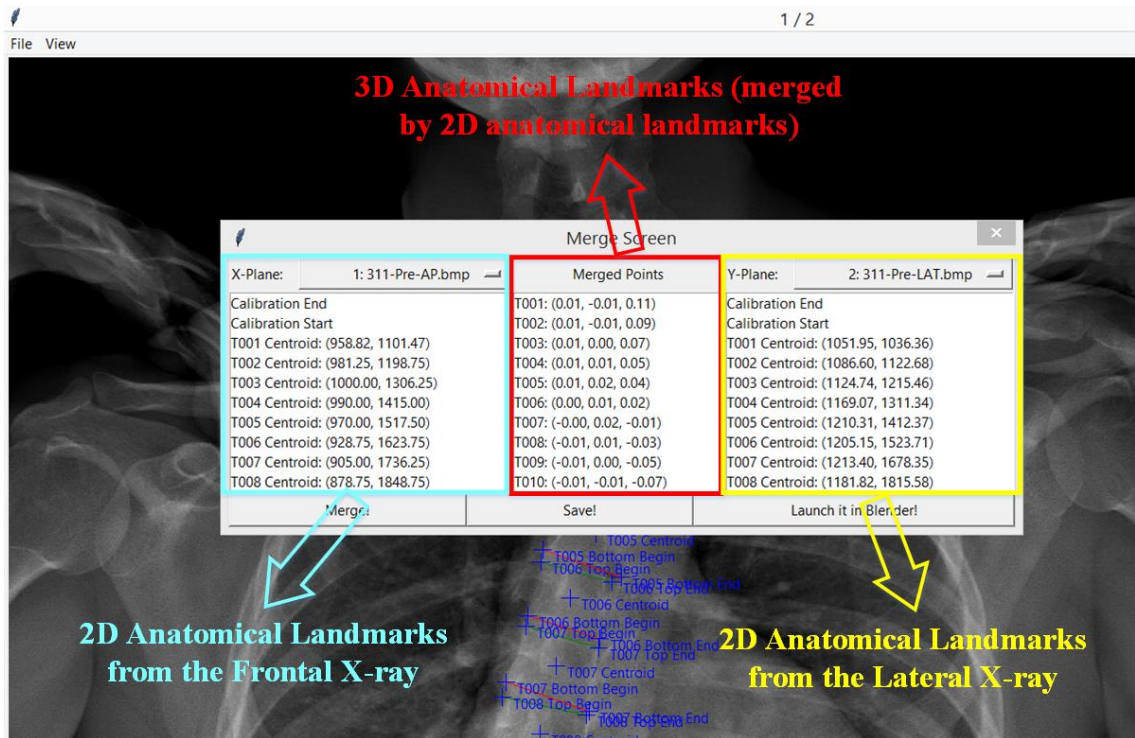 1 / 2
File View
3D Anatomical Landmarks (merged
by 2D anatomical landmarks)
Merge Screen
X-Plane: 1: 311-Pre-AP.bmp
Calibration End
Calibration Start
T001 Centroid: (958.82, 1101.47)
T002 Centroid: (981.25, 1198.75)
T003 Centroid: (1000.00, 1306.25)
T004 Centroid: (990.00, 1415.00)
T005 Centroid: (970.00, 1517.50)
T006 Centroid: (928.75, 1623.75)
T007 Centroid: (905.00, 1736.25)
T008 Centroid: (878.75, 1848.75)
Merged Points
T001: (0.01, -0.01, 0.11)
T002: (0.01, -0.01, 0.09)
T003: (0.01, 0.00, 0.07)
T004: (0.01, 0.01, 0.05)
T005: (0.01, 0.02, 0.04)
T006: (0.00, 0.01, 0.02)
T007: (-0.00, 0.02, -0.01)
T008: (-0.01, 0.01, -0.03)
T009: (-0.01, 0.00, -0.05)
T010: (-0.01, -0.01, -0.07)
Y-Plane: 2: 311-Pre-LAT.bmp
Calibration End
Calibration Start
T001 Centroid: (1051.95, 1036.36)
T002 Centroid: (1086.60, 1122.68)
T003 Centroid: (1124.74, 1215.46)
T004 Centroid: (1169.07, 1311.34)
T005 Centroid: (1210.31, 1412.37)
T006 Centroid: (1205.15, 1523.71)
T007 Centroid: (1213.40, 1678.35)
T008 Centroid: (1181.82, 1815.58)
Merge! Save! Launch it in Blender!
T005 Centroid
T005 Bottom Begin
T006 Top Begin
T005 Bottom End
T006 Top End
T006 Centroid
T006 Bottom Begin
T007 Top Begin
T006 Bottom End
T007 Top End
T007 Centroid
T007 Bottom Begin
T008 Top Begin
T007 Bottom End
T008 Top End
2D Anatomical Landmarks
from the Frontal X-ray
2D Anatomical Landmarks
from the Lateral X-ray